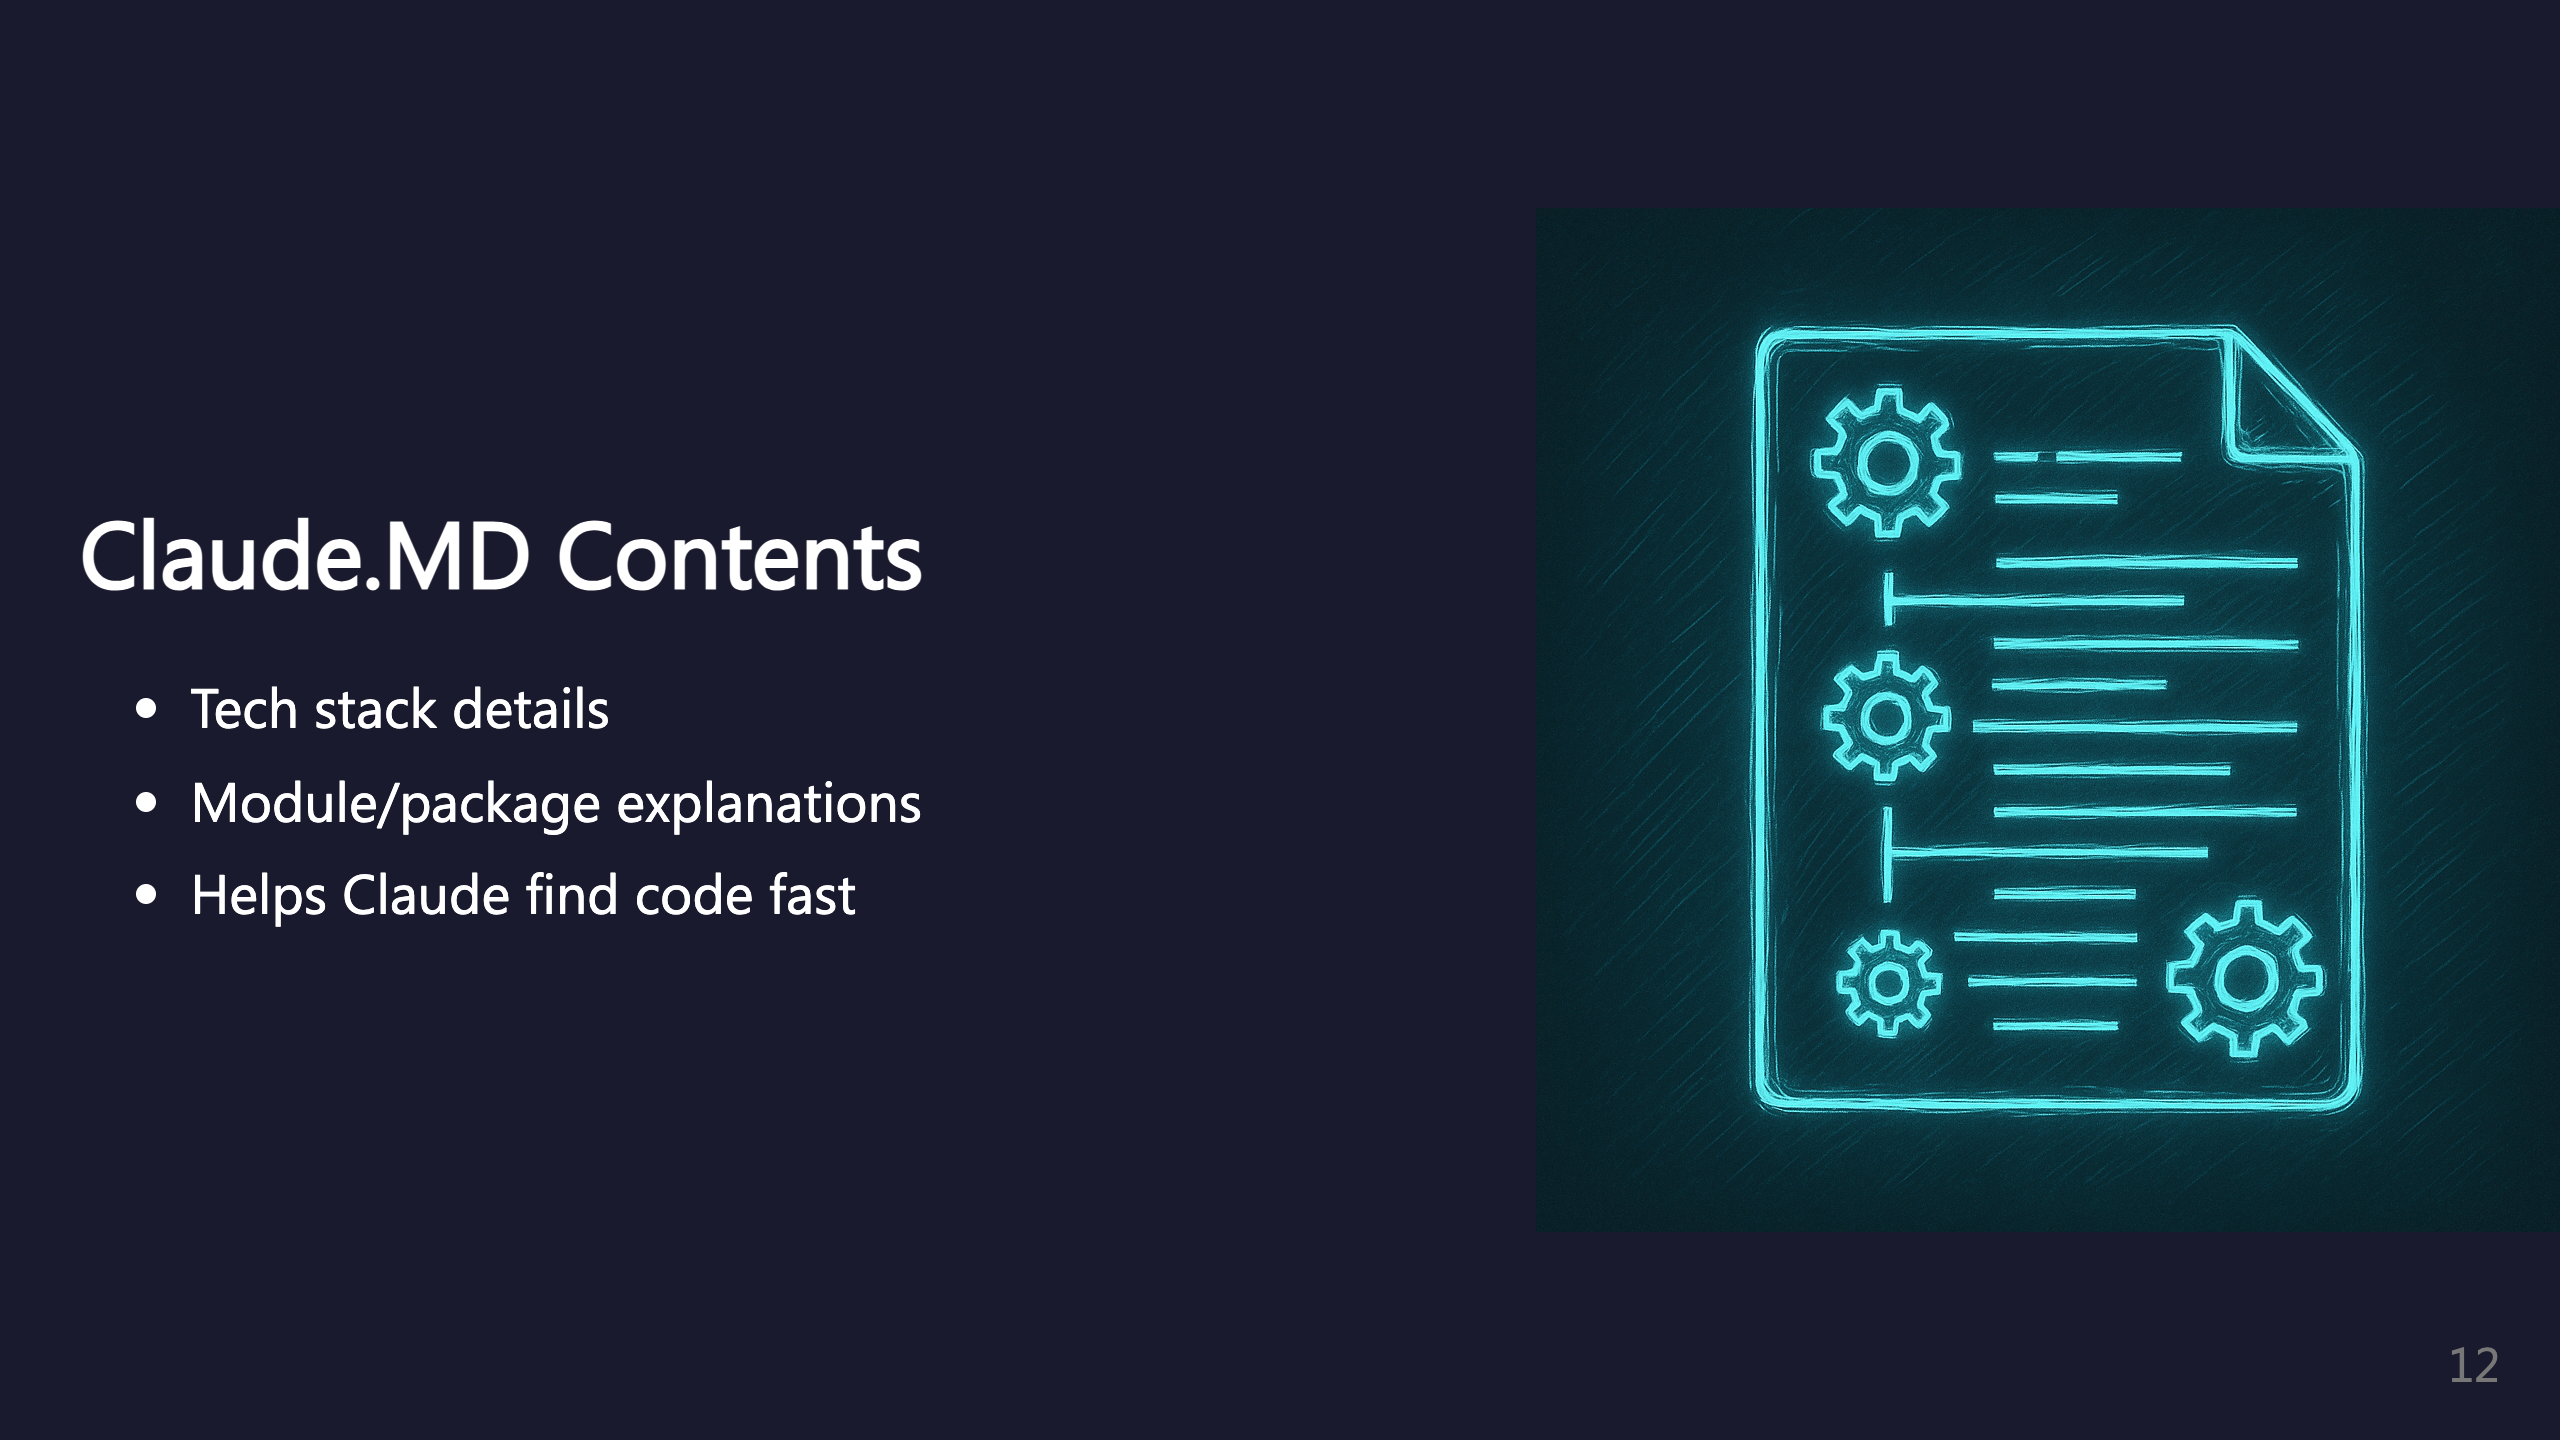 Claude.MD Contents
• Tech stack details
• Module/package explanations
• Helps Claude find code fast
12